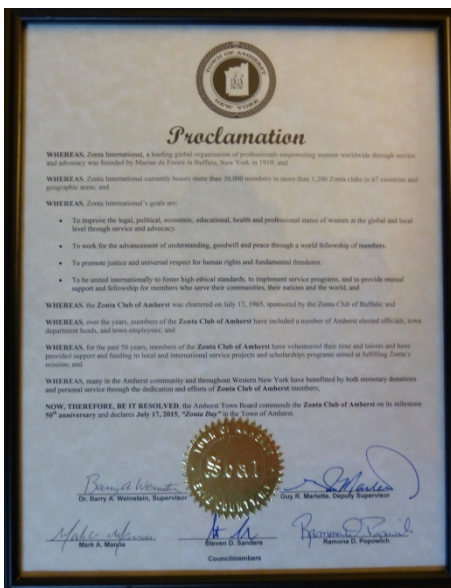 TOWN OF AMHERST
1818
NEW YORK
Proclamation
WHEREAS, Zonta International, a leading global organization of professionals empowering women worldwide through service
and advocacy was founded by Marian de Forest in Buffalo, New York in 1919; and
WHEREAS, Zonta International currently boasts more than 30,000 members in more than 1,200 Zonta clubs in 67 countries and
geographic areas; and
WHEREAS, Zonta International's goals are:
• To improve the legal, political, economic, educational, health and professional status of women at the global and local
level through service and advocacy.
• To work for the advancement of understanding, goodwill and peace through a world fellowship of members.
• To promote justice and universal respect for human rights and fundamental freedoms.
• To be united internationally to foster high ethical standards, to implement service programs, and to provide mutual
support and fellowship for members who serve their communities, their nations and the world; and
WHEREAS, the Zonta Club of Amherst was chartered on July 17, 1965, sponsored by the Zonta Club of Buffalo; and
WHEREAS, over the years, members of the Zonta Club of Amherst have included a number of Amherst elected officials, town
department heads, and town employees; and
WHEREAS, for the past 50 years, members of the Zonta Club of Amherst have volunteered their time and talents and have
provided support and funding to local and international service projects and scholarships programs aimed at fulfilling Zonta's
mission; and
WHEREAS, many in the Amherst community and throughout Western New York have benefited by both monetary donations
and personal service through the dedication and efforts of Zonta Club of Amherst members;
NOW, THEREFORE, BE IT RESOLVED, the Amherst Town Board commends the Zonta Club of Amherst on its milestone
50th anniversary and declares July 17, 2015, "Zonta Day" in the Town of Amherst.
Seal
Dr. Barry A. Weinstein, Supervisor
Guy R. Marlette, Deputy Supervisor
Mark A. Manna
Steven D. Sanders
Ramona D. Popowich
Councilmembers